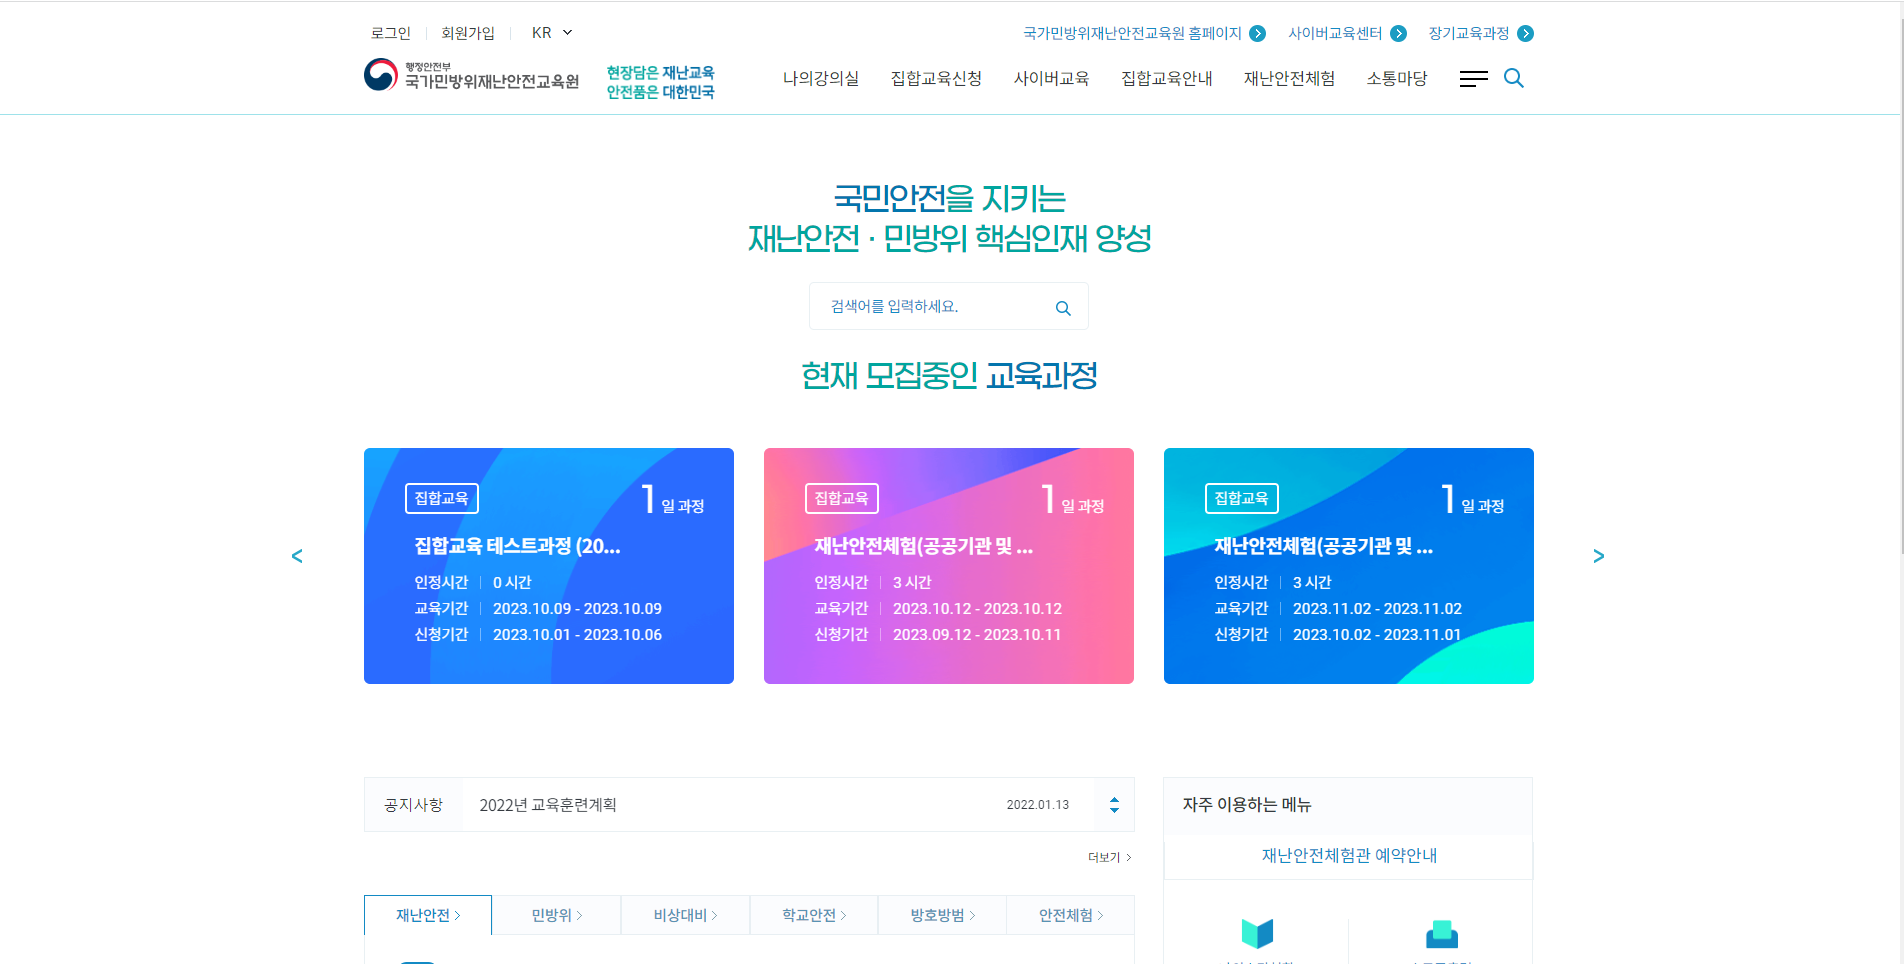 로그인
회원가입
KR
국가민방위재난안전교육원 홈페이지
사이버교육센터
장기교육과정
행정안전부
국가민방위재난안전교육원
현장담은 재난교육
안전품은 대한민국
나의강의실
집합교육신청
사이버교육
집합교육안내
재난안전체험
소통마당
국민안전을 지키는
재난안전 · 민방위 핵심인재 양성
검색어를 입력하세요.
현재 모집중인 교육과정
<
집합교육
1 일 과정
집합교육 테스트과정 (20...
인정시간 0 시간
교육기간 2023.10.09 - 2023.10.09
신청기간 2023.10.01 - 2023.10.06
집합교육
1 일 과정
재난안전체험(공공기관 및 ...
인정시간 3 시간
교육기간 2023.10.12 - 2023.10.12
신청기간 2023.09.12 - 2023.10.11
집합교육
1 일 과정
재난안전체험(공공기관 및 ...
인정시간 3 시간
교육기간 2023.11.02 - 2023.11.02
신청기간 2023.10.02 - 2023.11.01
>
공지사항
2022년 교육훈련계획
2022.01.13
더보기 >
재난안전 >
민방위 >
비상대비 >
학교안전 >
방호방범 >
안전체험 >
자주 이용하는 메뉴
재난안전체험관 예약안내